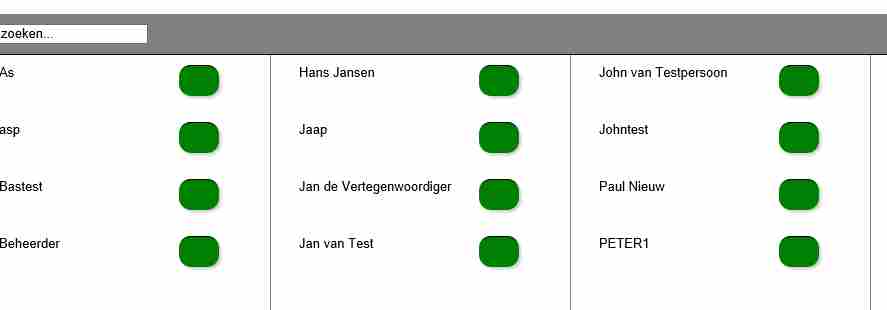 zoeken...
As
asp
Bastest
Beheerder
Hans Jansen
Jaap
Jan de Vertegenwoordiger
Jan van Test
John van Testpersoon
Johntest
Paul Nieuw
PETER1